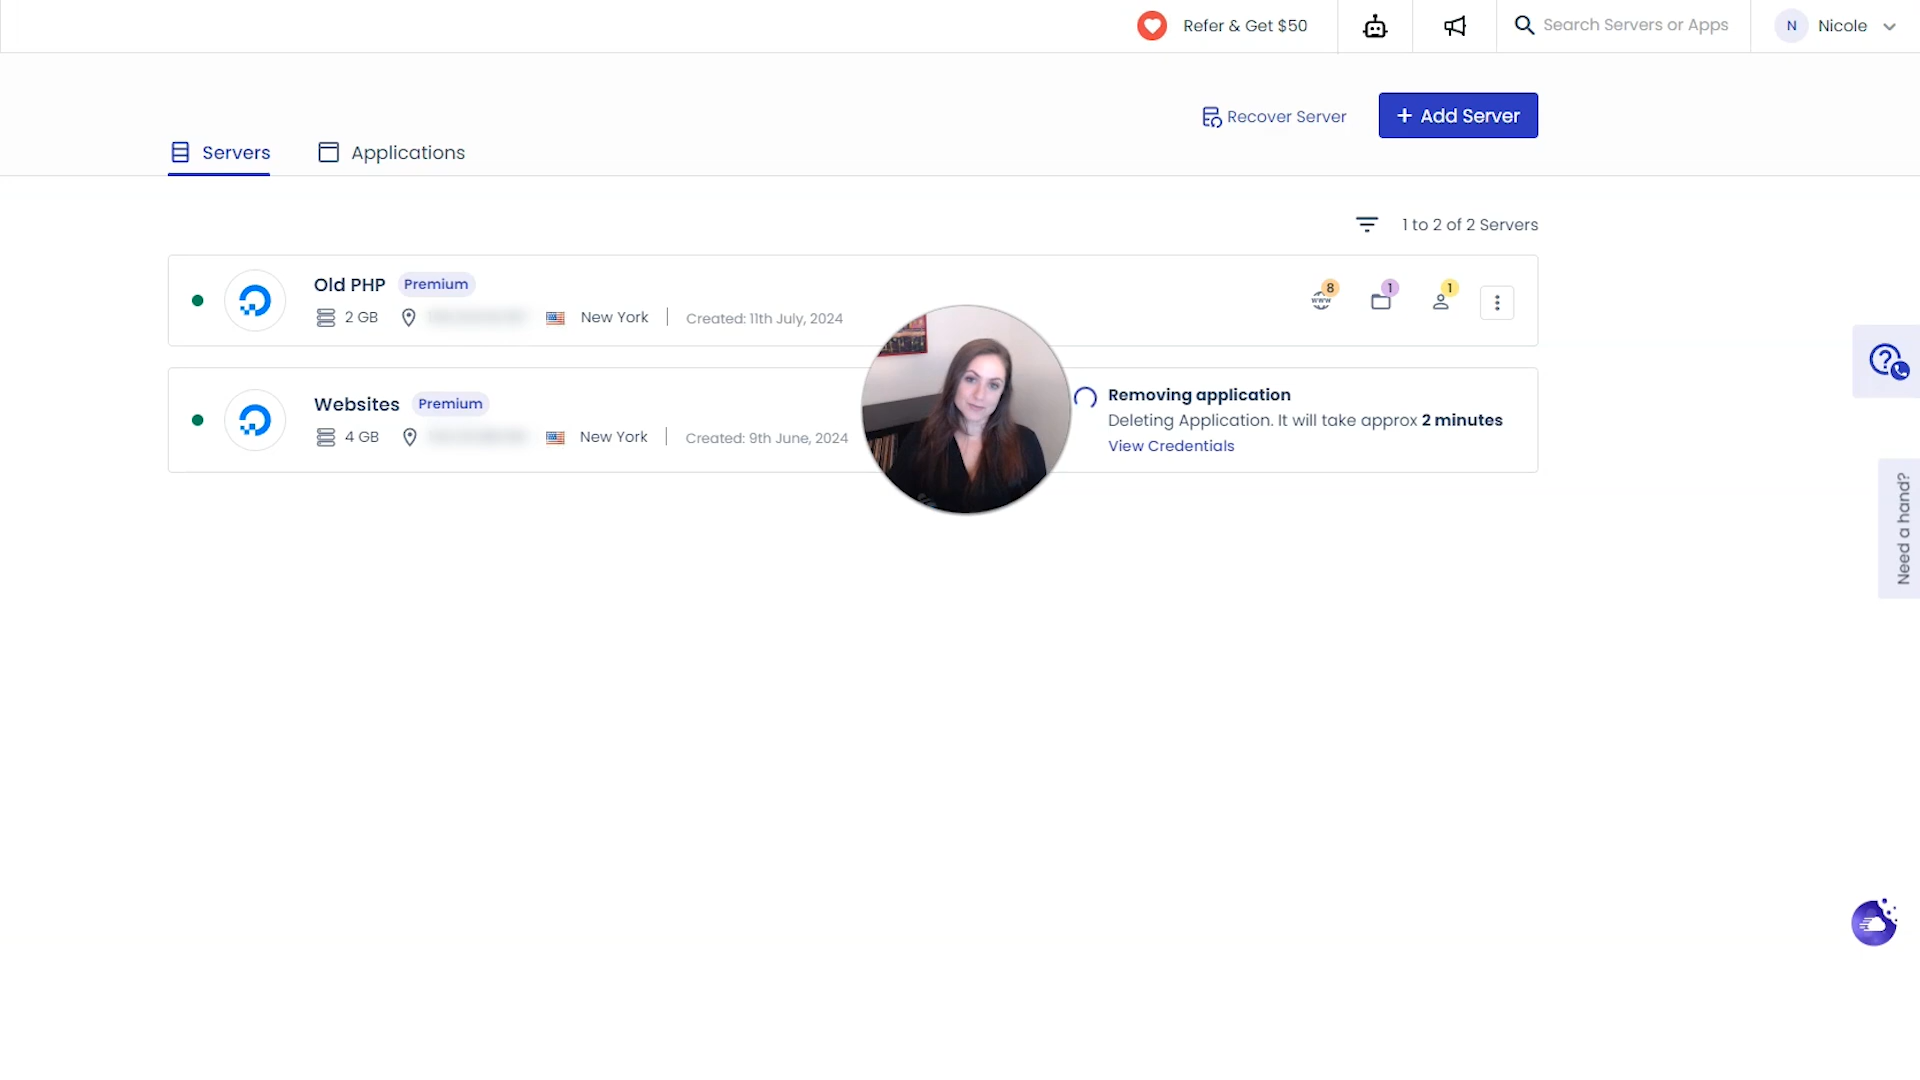 Refer & Get $50
Search Servers or Apps
N Nicole
Recover Server
+ Add Server
Servers
Applications
1 to 2 of 2 Servers
Old PHP Premium
2 GB New York Created: 11th July, 2024
www 8 1 1
Websites Premium
4 GB New York Created: 9th June, 2024
Removing application
Deleting Application. It will take approx 2 minutes
View Credentials
Need a hand?